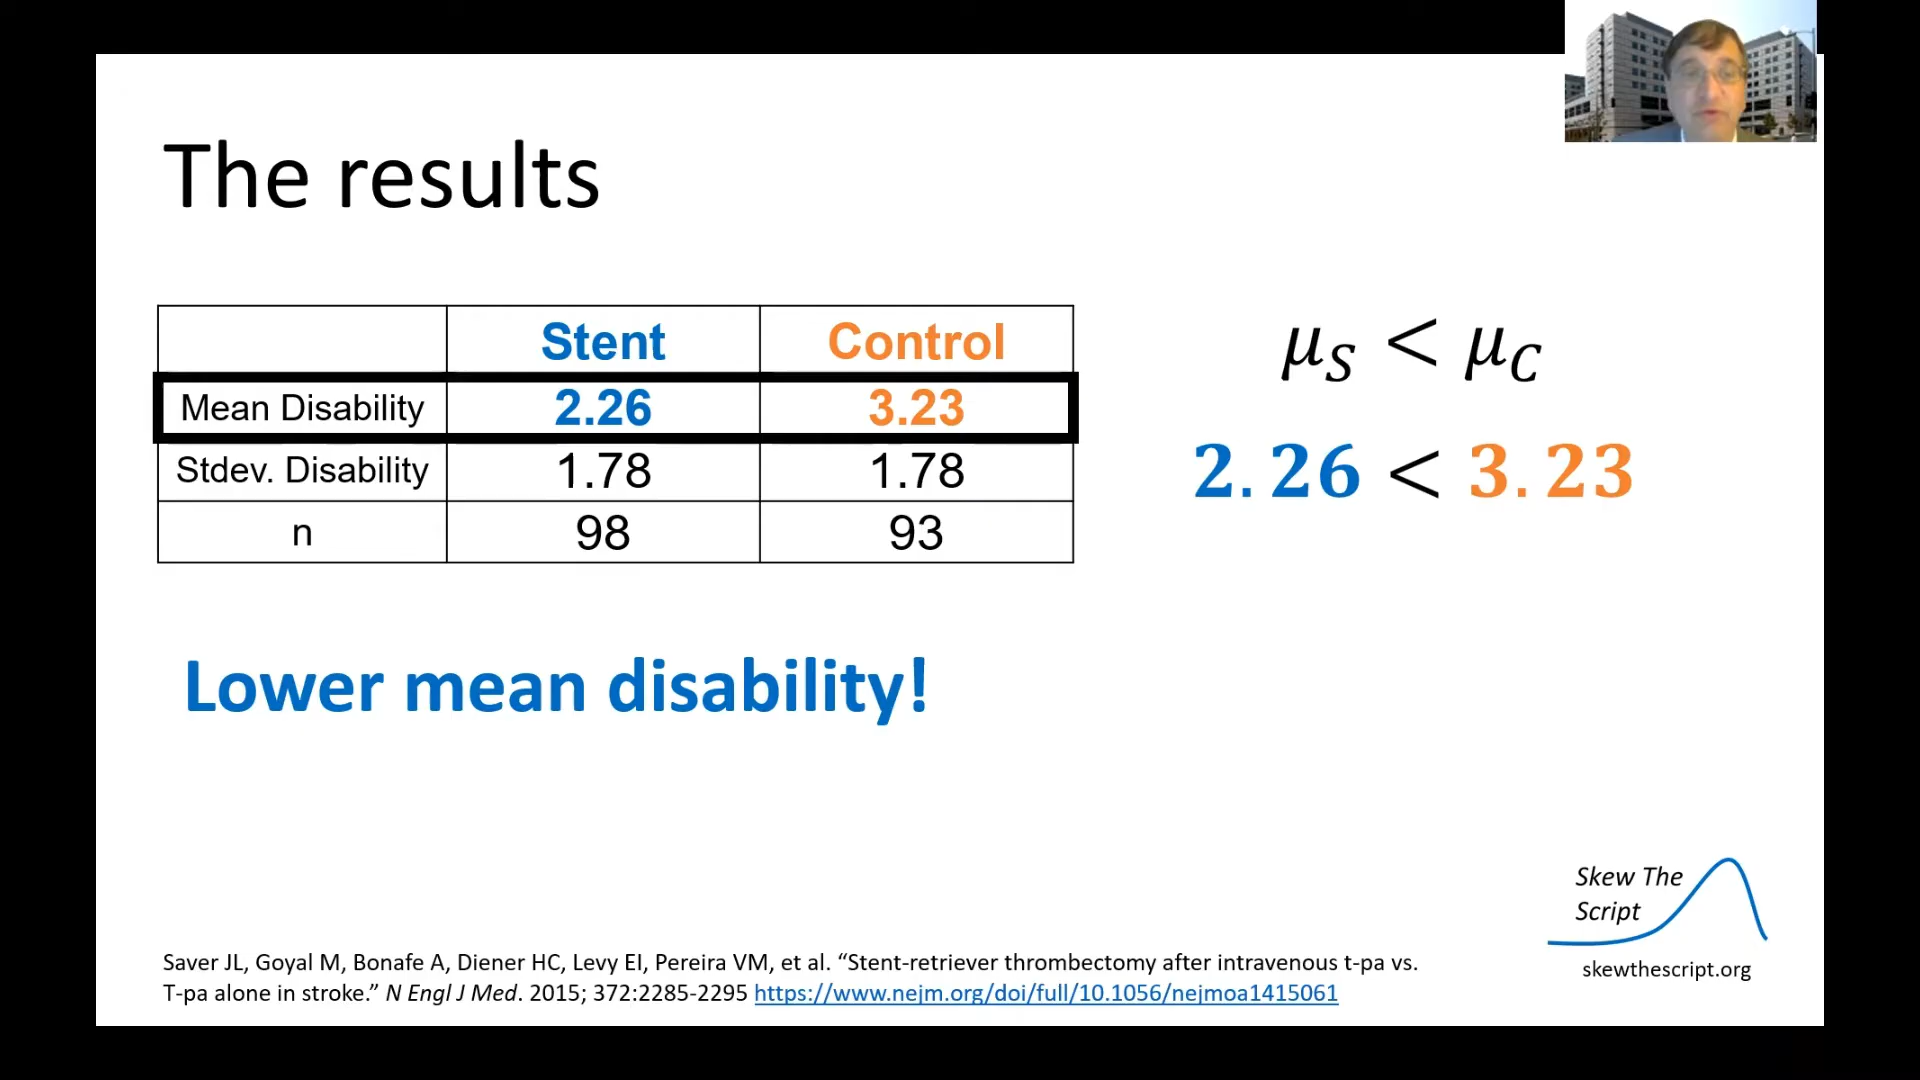 The results
Stent Control
Mean Disability 2.26 3.23
Stdev. Disability 1.78 1.78
n 98 93
μS < μC
2.26 < 3.23
Lower mean disability!
Skew The
Script
skewthescript.org
Saver JL, Goyal M, Bonafe A, Diener HC, Levy EI, Pereira VM, et al. “Stent-retriever thrombectomy after intravenous t-pa vs.
T-pa alone in stroke.” N Engl J Med. 2015; 372:2285-2295 https://www.nejm.org/doi/full/10.1056/nejmoa1415061